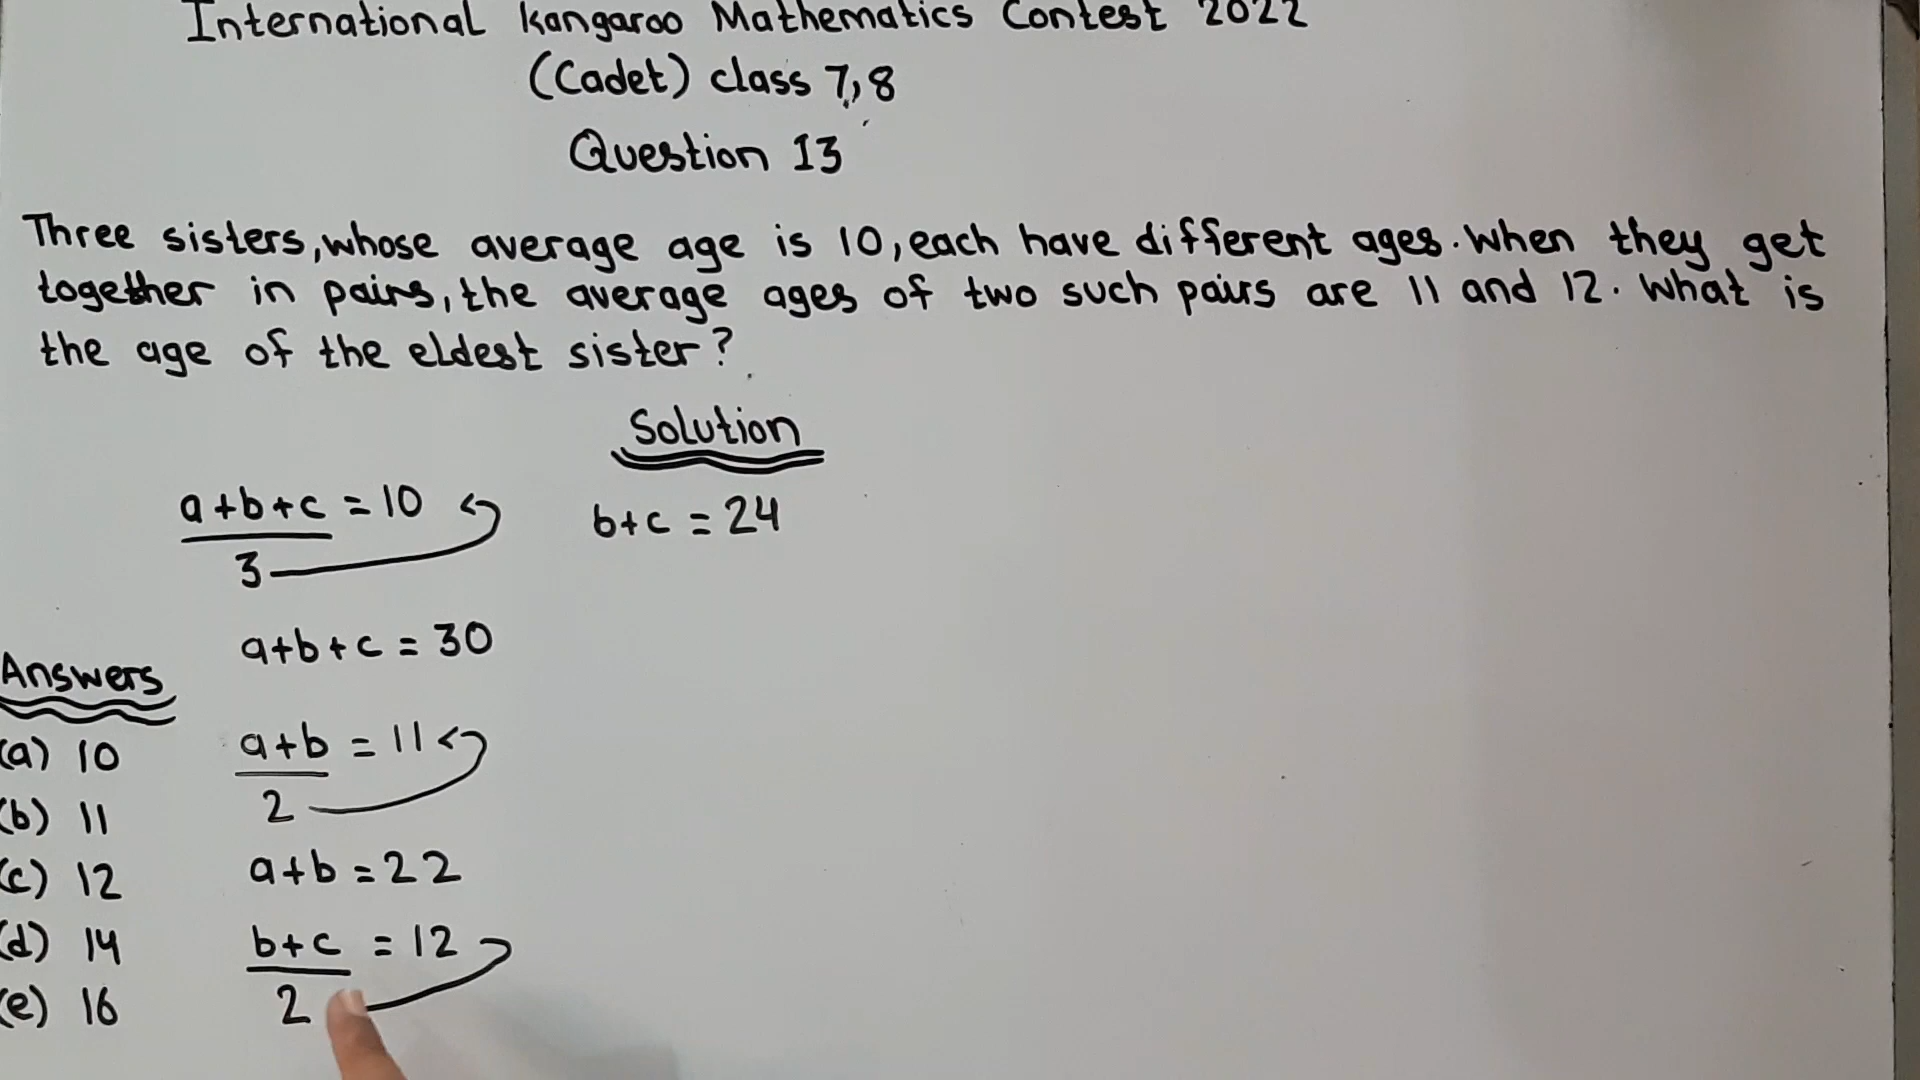 International Kangaroo Mathematics Contest 2022
(Cadet) class 7,8
Question 13
Three sisters, whose average age is 10, each have different ages. When they get
together in pairs, the average ages of two such pairs are 11 and 12. What is
the age of the eldest sister?
Solution
a+b+c = 10
3
b+c = 24
a+b+c = 30
Answers
(a) 10
(b) 11
(c) 12
(d) 14
(e) 16
a+b = 11
2
a+b = 22
b+c = 12
2